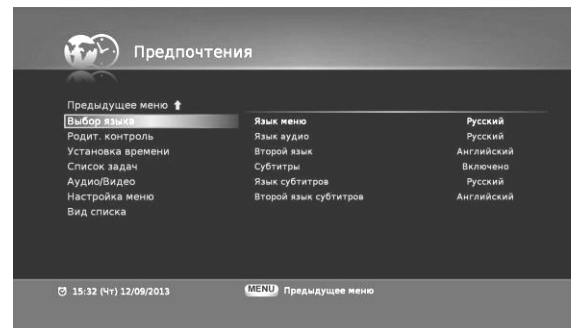 Предпочтения
Предыдущее меню
Выбор языка
Родит. контроль
Установка времени
Список задач
Аудио/Видео
Настройка меню
Вид списка
Язык меню Русский
Язык аудио Русский
Второй язык Английский
Субтитры Включено
Язык субтитров Русский
Второй язык субтитров Английский
15:32 (Чт) 12/09/2013
MENU Предыдущее меню